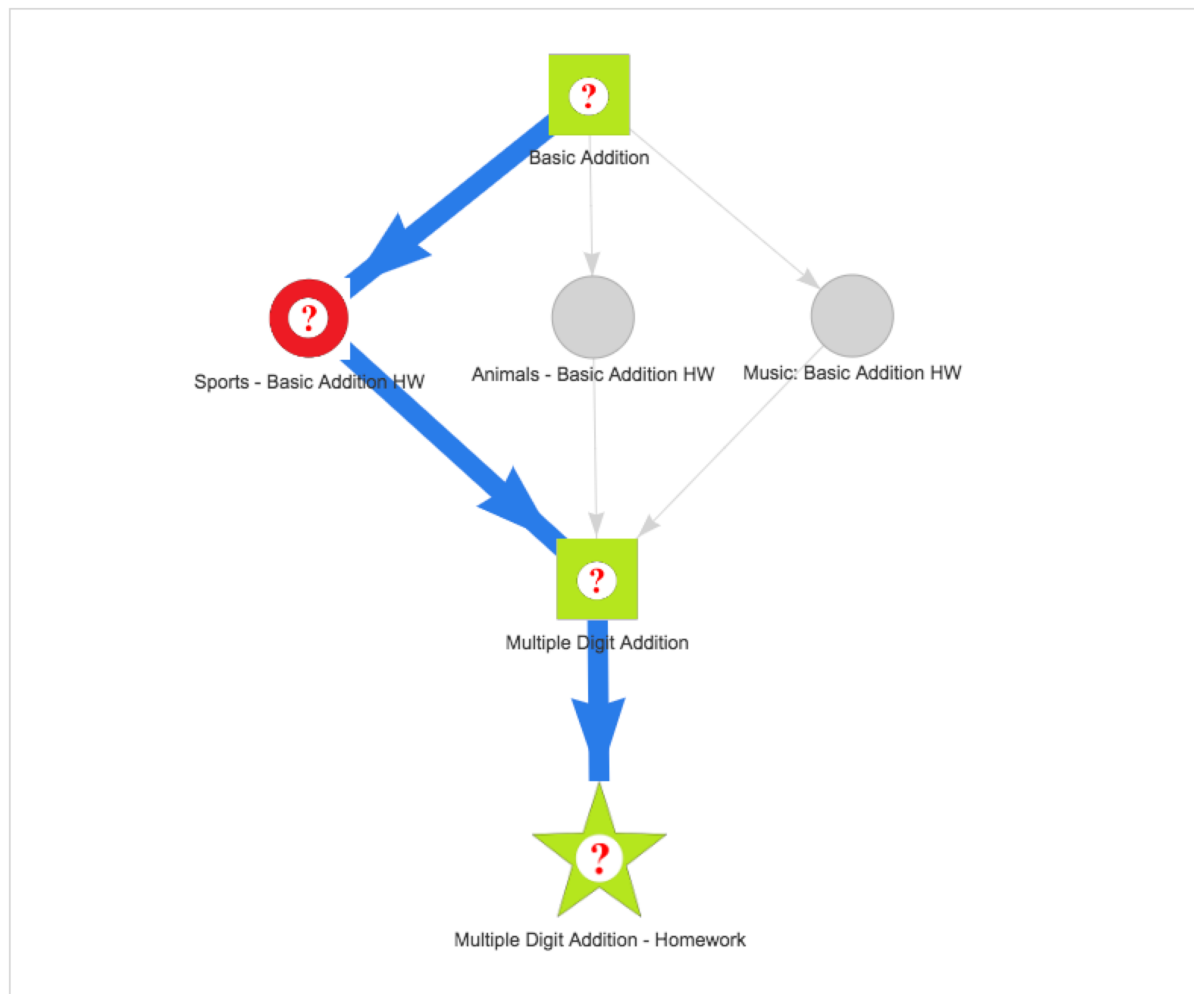 ?
Basic Addition
?
Sports - Basic Addition HW
Animals - Basic Addition HW
Music: Basic Addition HW
?
Multiple Digit Addition
?
Multiple Digit Addition - Homework